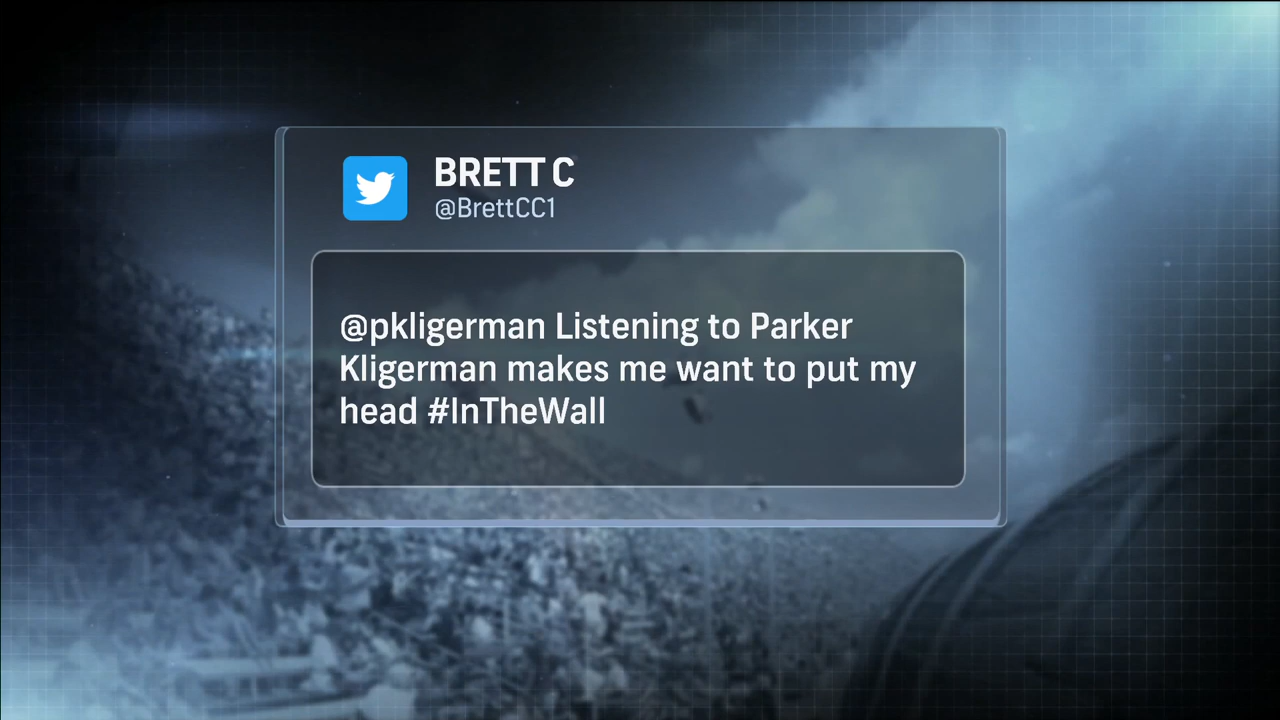 BRETT C
@BrettCC1
@pkligerman Listening to Parker
Kligerman makes me want to put my
head #InTheWall